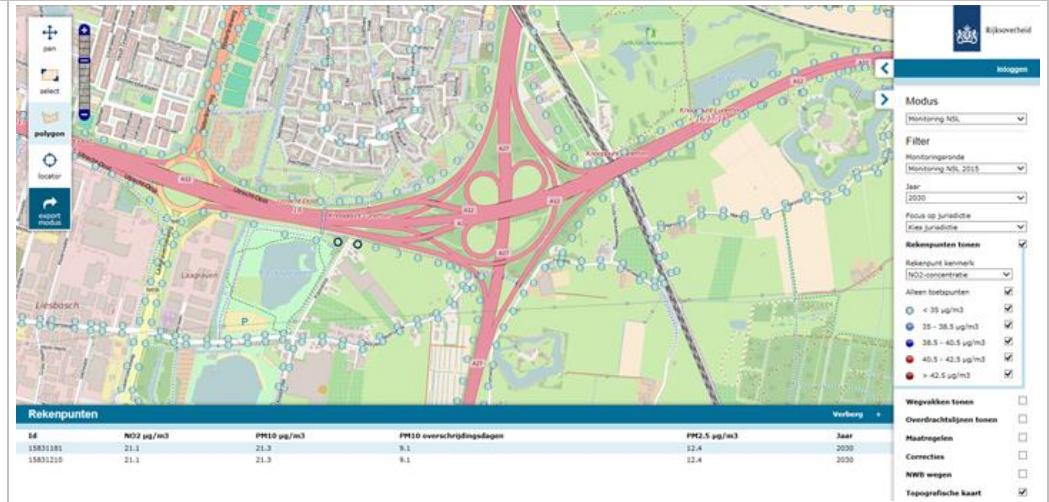 pan
select
polygon
locator
export
modus
Rijksoverheid
Inloggen
Modus
Monitoring NSL
Filter
Monitoringsronde
Monitoring NSL 2015
Jaar
2030
Focus op jurisdictie
Kies jurisdictie
Rekenpunten tonen
Rekenpunt kenmerk
NO2-concentratie
Alleen toetspunten
< 35 µg/m3
35 - 38.5 µg/m3
38.5 - 40.5 µg/m3
40.5 - 42.5 µg/m3
> 42.5 µg/m3
Wegvakken tonen
Overdrachtslijnen tonen
Maatregelen
Correcties
NWB wegen
Topografische kaart
A12
A27
A12
A12
A12
A27
A27
Laagraven
Liesbosch
P
Rekenpunten
Verberg +
Id NO2 µg/m3 PM10 µg/m3 PM10 overschrijdingsdagen PM2.5 µg/m3 Jaar
15831181 21.1 21.3 9.1 12.4 2030
15831210 21.1 21.3 9.1 12.4 2030